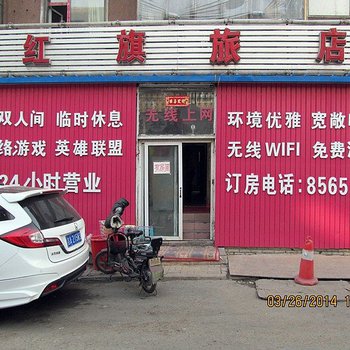 红旗旅店
无线上网
双人间 临时休息
络游戏 英雄联盟
24小时营业
环境优雅 宽敞
无线WIFI 免费
订房电话:8565
03/26/2014 1